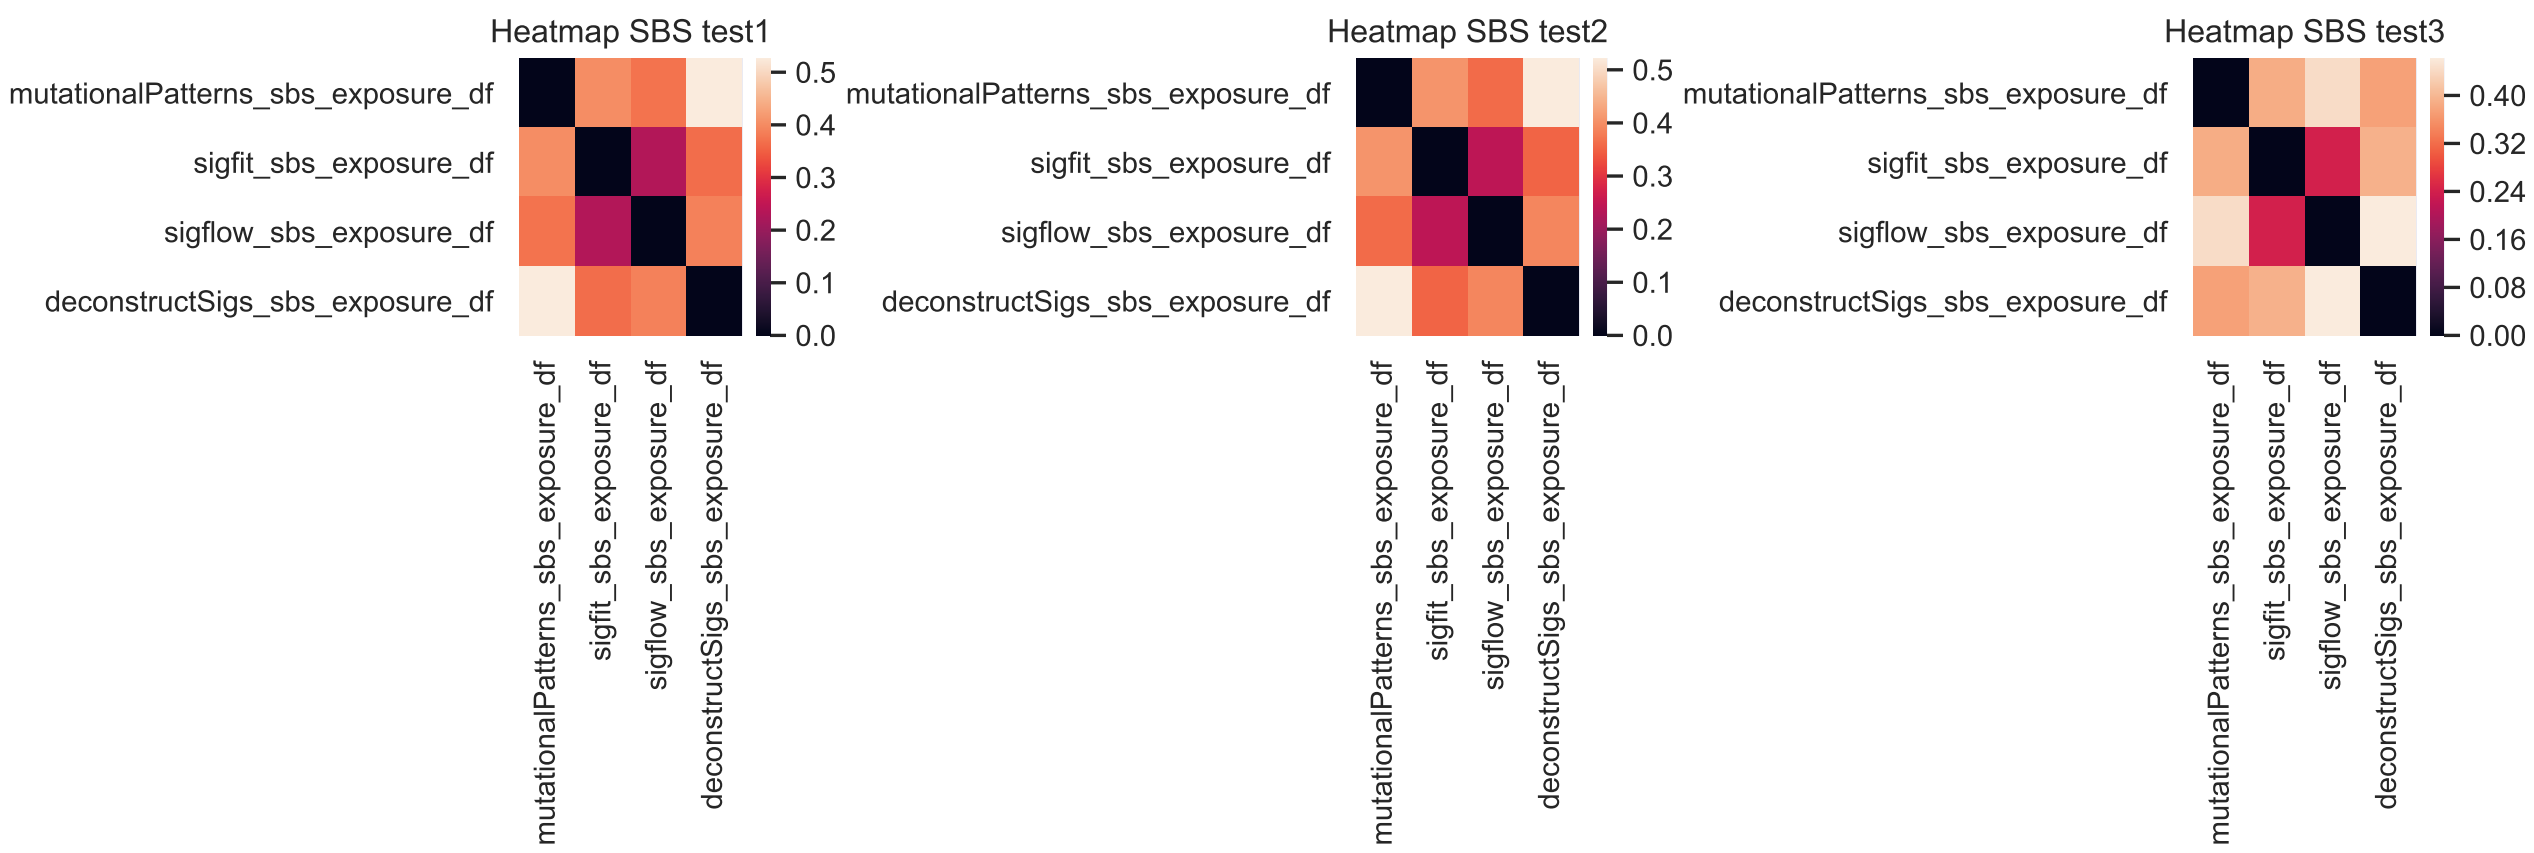 Heatmap SBS test1
mutationalPatterns_sbs_exposure_df
sigfit_sbs_exposure_df
sigflow_sbs_exposure_df
deconstructSigs_sbs_exposure_df
mutationalPatterns_sbs_exposure_df
sigfit_sbs_exposure_df
sigflow_sbs_exposure_df
deconstructSigs_sbs_exposure_df
0.5
0.4
0.3
0.2
0.1
0.0
Heatmap SBS test2
mutationalPatterns_sbs_exposure_df
sigfit_sbs_exposure_df
sigflow_sbs_exposure_df
deconstructSigs_sbs_exposure_df
mutationalPatterns_sbs_exposure_df
sigfit_sbs_exposure_df
sigflow_sbs_exposure_df
deconstructSigs_sbs_exposure_df
0.5
0.4
0.3
0.2
0.1
0.0
Heatmap SBS test3
mutationalPatterns_sbs_exposure_df
sigfit_sbs_exposure_df
sigflow_sbs_exposure_df
deconstructSigs_sbs_exposure_df
mutationalPatterns_sbs_exposure_df
sigfit_sbs_exposure_df
sigflow_sbs_exposure_df
deconstructSigs_sbs_exposure_df
0.40
0.32
0.24
0.16
0.08
0.00